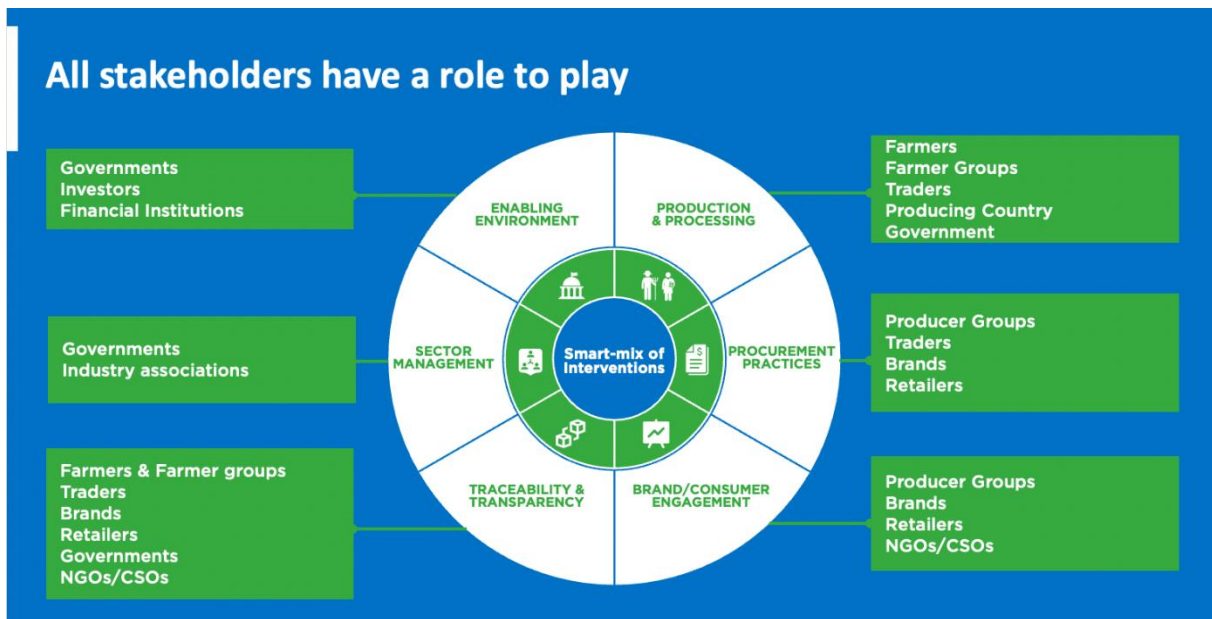 All stakeholders have a role to play
Governments
Investors
Financial Institutions
Governments
Industry associations
Farmers & Farmer groups
Traders
Brands
Retailers
Governments
NGOs/CSOs
ENABLING
ENVIRONMENT
PRODUCTION
& PROCESSING
SECTOR
MANAGEMENT
Smart-mix of
Interventions
PROCUREMENT
PRACTICES
TRACEABILITY &
TRANSPARENCY
BRAND/CONSUMER
ENGAGEMENT
Farmers
Farmer Groups
Traders
Producing Country
Government
Producer Groups
Traders
Brands
Retailers
Producer Groups
Brands
Retailers
NGOs/CSOs